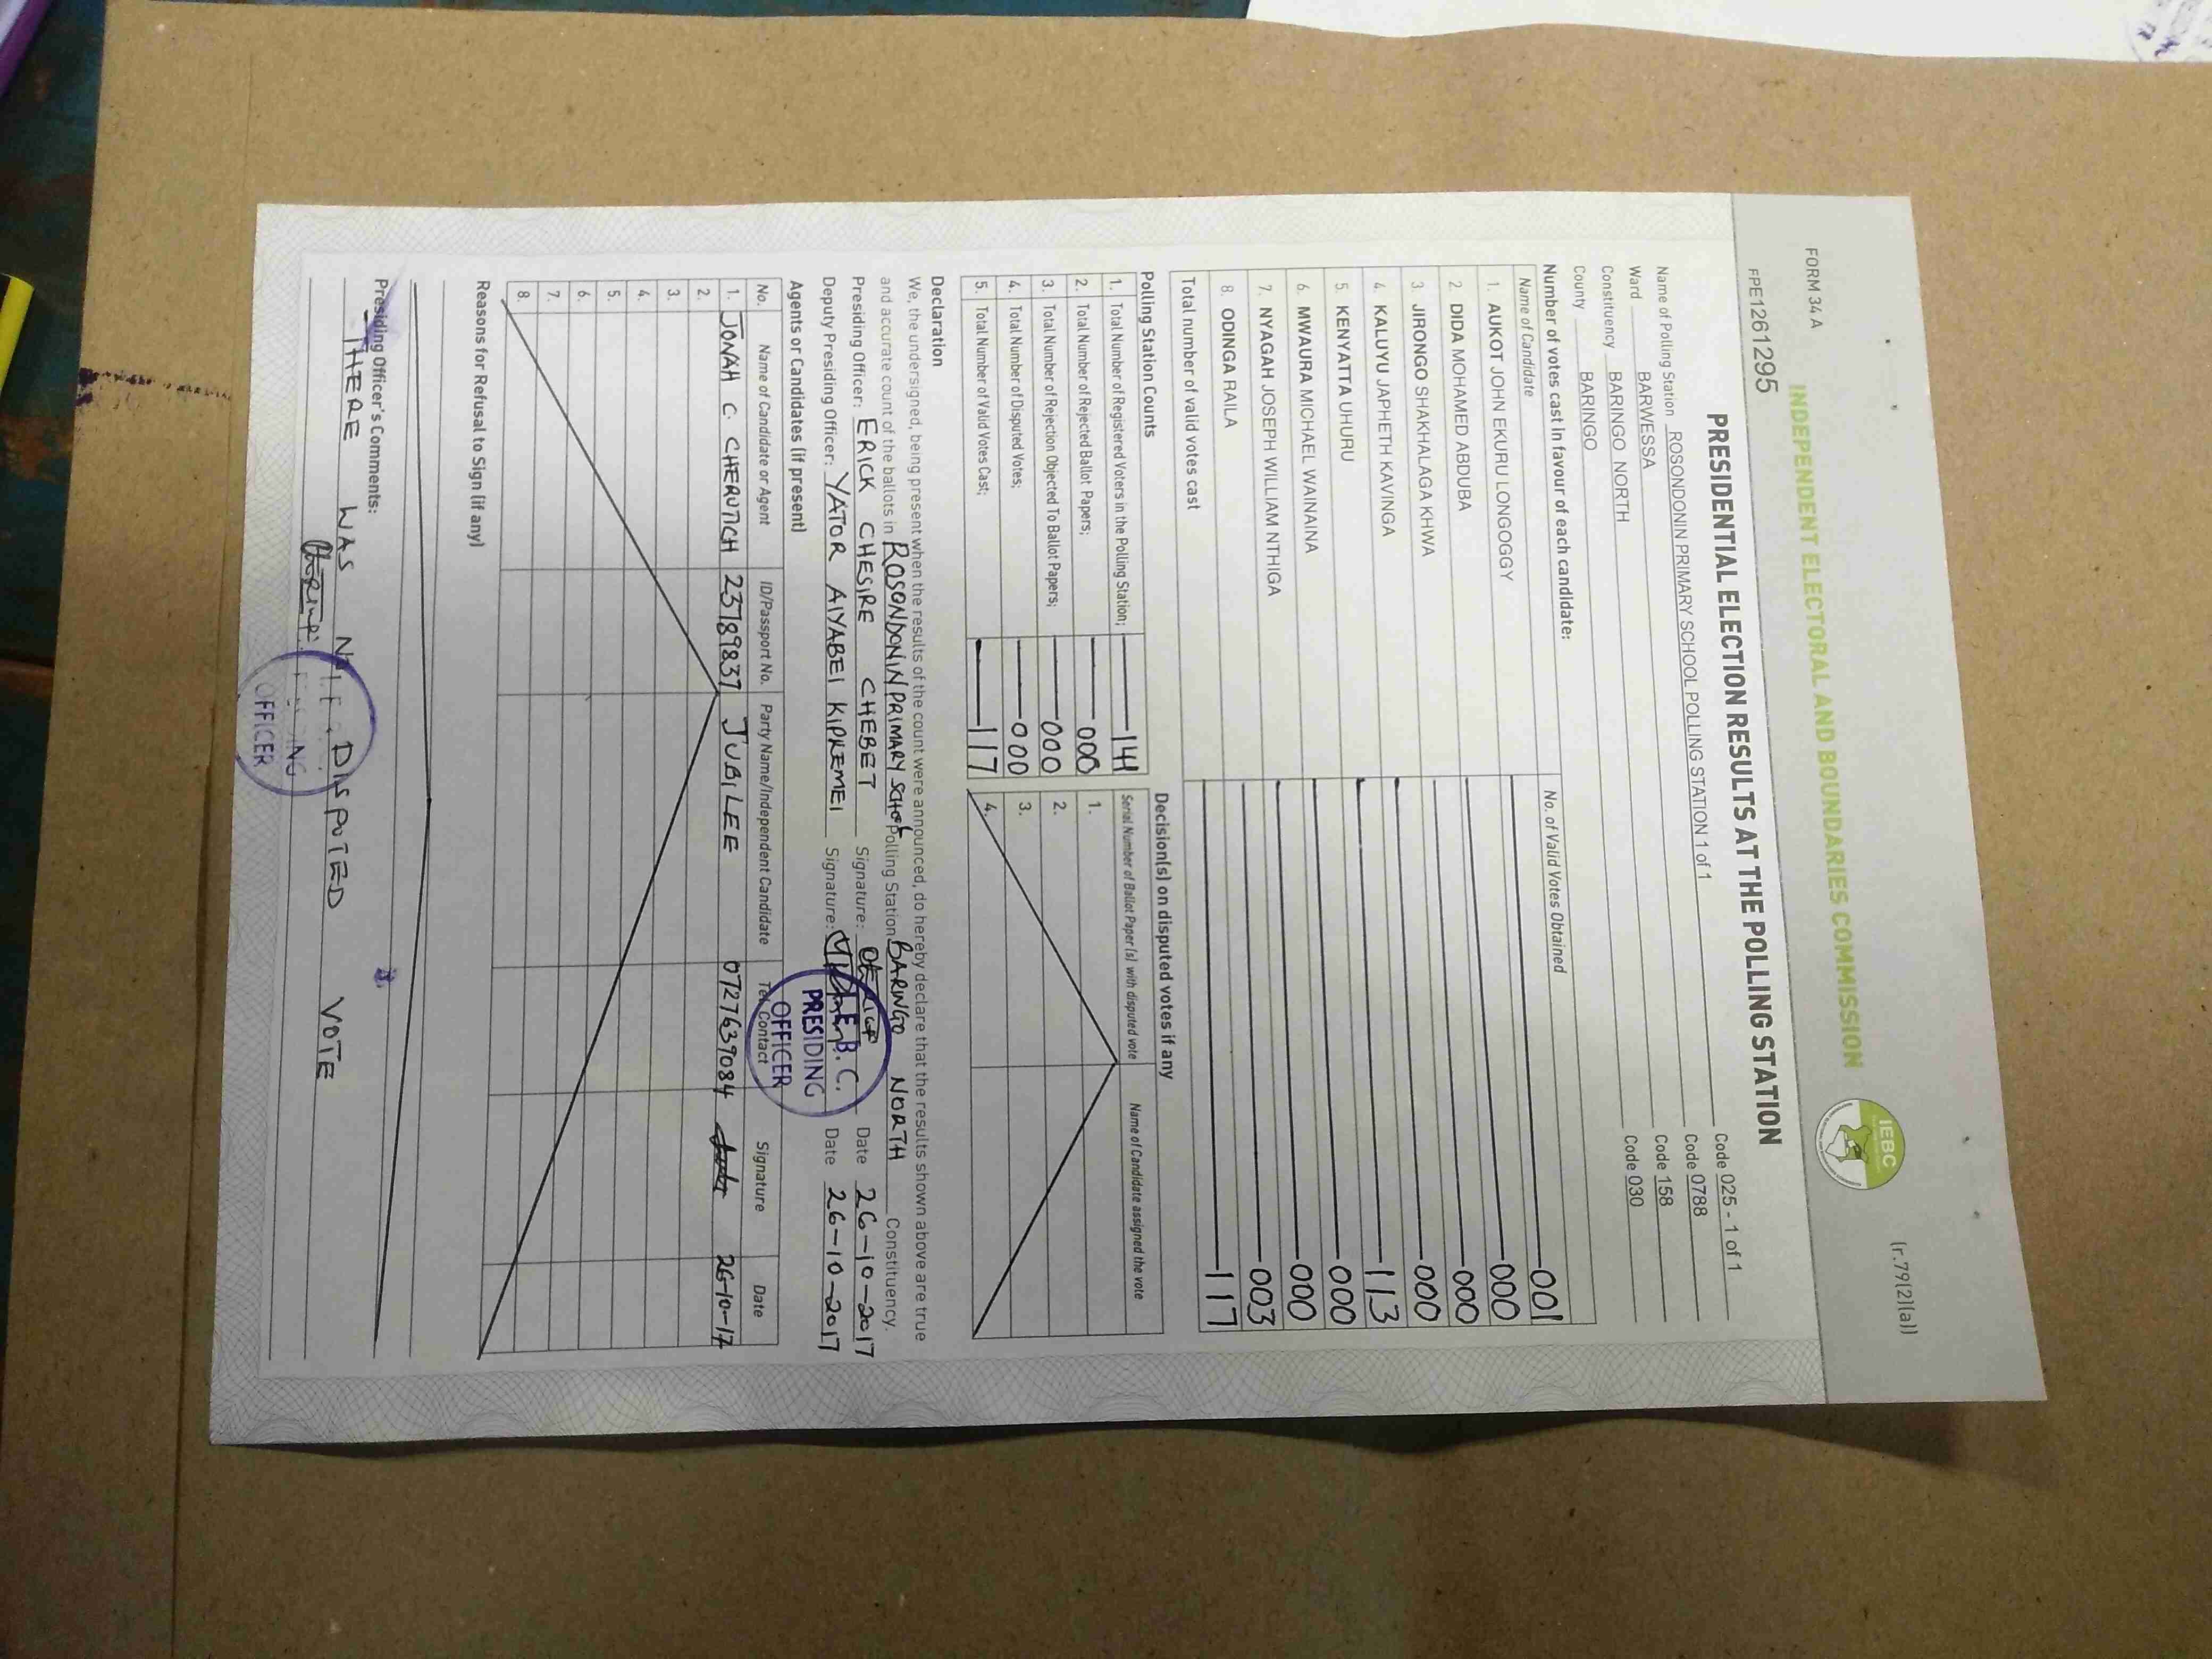 FORM 34 A
(r.79(2)(a))
INDEPENDENT ELECTORAL AND BOUNDARIES COMMISSION
IEBC
FPE1261295
PRESIDENTIAL ELECTION RESULTS AT THE POLLING STATION
Name of Polling Station ROSONDONIN PRIMARY SCHOOL POLLING STATION 1 of 1 Code 025 - 1 of 1
Ward BARWESSA Code 0788
Constituency BARINGO NORTH Code 158
County BARINGO Code 030
Number of votes cast in favour of each candidate:
Name of Candidate No. of Valid Votes Obtained
1. AUKOT JOHN EKURU LONGOGGY 001
2. DIDA MOHAMED ABDUBA 000
3. JIRONGO SHAKHALAGA KHWA 000
4. KALUYU JAPHETH KAVINGA 000
5. KENYATTA UHURU 113
6. MWAURA MICHAEL WAINAINA 000
7. NYAGAH JOSEPH WILLIAM NTHIGA 000
8. ODINGA RAILA 003
Total number of valid votes cast 117
Polling Station Counts
1. Total Number of Registered Voters in the Polling Station; 141
2. Total Number of Rejected Ballot Papers; 000
3. Total Number of Rejection Objected To Ballot Papers; 000
4. Total Number of Disputed Votes; 000
5. Total Number of Valid Votes Cast; 117
Decision(s) on disputed votes if any
Serial Number of Ballot Paper (s) with disputed vote Name of Candidate assigned the vote
1.
2.
3.
4.
Declaration
We, the undersigned, being present when the results of the count were announced, do hereby declare that the results shown above are true
and accurate count of the ballots in ROSONDONIN PRIMARY SCHOOL Polling Station BARINGO NORTH Constituency.
Presiding Officer: ERICK CHESIRE CHEBET Signature: Date 26-10-2017
Deputy Presiding Officer: YATOR AIYABEI KIPKEMEI Signature: Date 26-10-2017
I.E.B.C.
PRESIDING
OFFICER
Agents or Candidates (if present)
No. Name of Candidate or Agent ID/Passport No. Party Name/Independent Candidate Tel. Contact Signature Date
1. JONAH C. CHERUTICH 23789837 JUBILEE 0727639084 26-10-17
2.
3.
4.
5.
6.
7.
8.
Reasons for Refusal to Sign (if any)
Presiding Officer's Comments:
THERE WAS DISPUTED VOTE
OFFICER